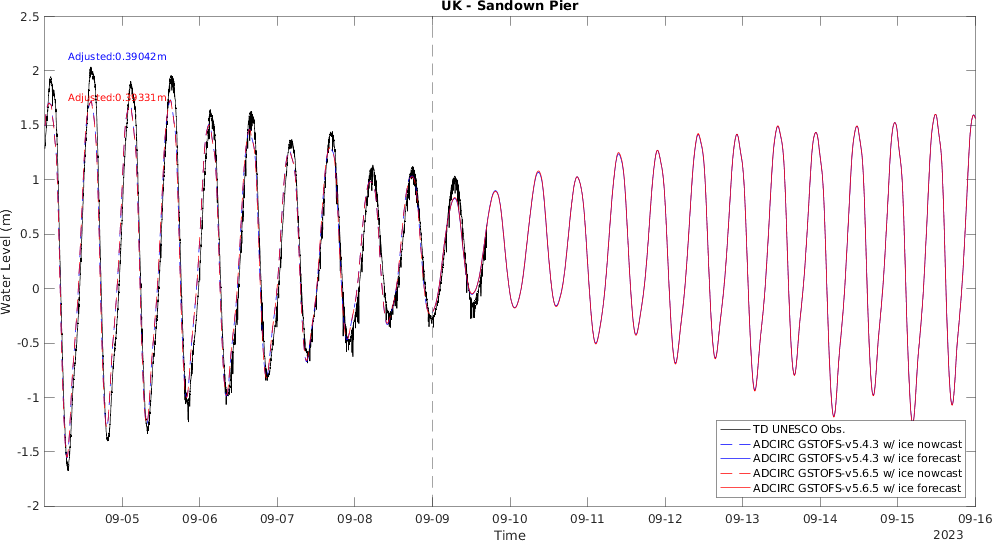 UK - Sandown Pier
2.5
2
1.5
1
0.5
0
-0.5
-1
-1.5
-2
Water Level (m)
Adjusted:0.39042m
Adjusted:0.39331m
TD UNESCO Obs.
ADCIRC GSTOFS-v5.4.3 w/ ice nowcast
ADCIRC GSTOFS-v5.4.3 w/ ice forecast
ADCIRC GSTOFS-v5.6.5 w/ ice nowcast
ADCIRC GSTOFS-v5.6.5 w/ ice forecast
09-05 09-06 09-07 09-08 09-09 09-10 09-11 09-12 09-13 09-14 09-15 09-16
Time
2023